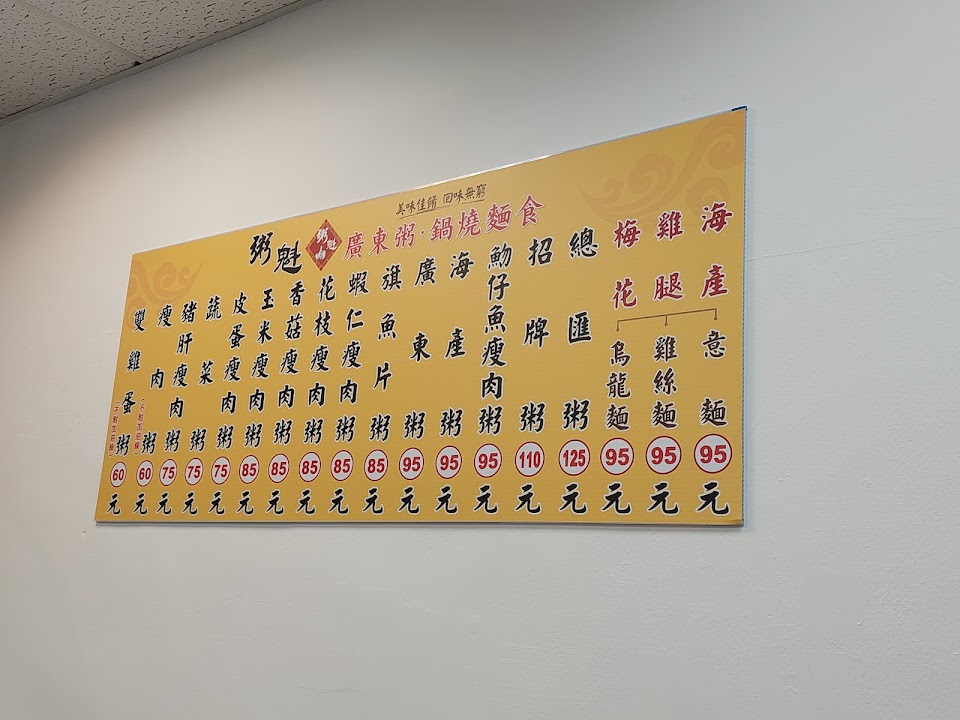 美味佳餚 回味無窮
粥魁
粥魁
廣東粥·鍋燒麵食
雙雞蛋粥 60元
瘦肉粥 60元
豬肝瘦肉粥 75元
蔬菜粥 75元
皮蛋瘦肉粥 75元
玉米瘦肉粥 85元
香菇瘦肉粥 85元
花枝瘦肉粥 85元
蝦仁瘦肉粥 85元
旗魚片粥 85元
廣東粥 95元
海產粥 95元
魩仔魚瘦肉粥 95元
招牌粥 110元
總匯粥 125元
梅花
雞腿
海產
烏龍麵 95元
雞絲麵 95元
意麵 95元